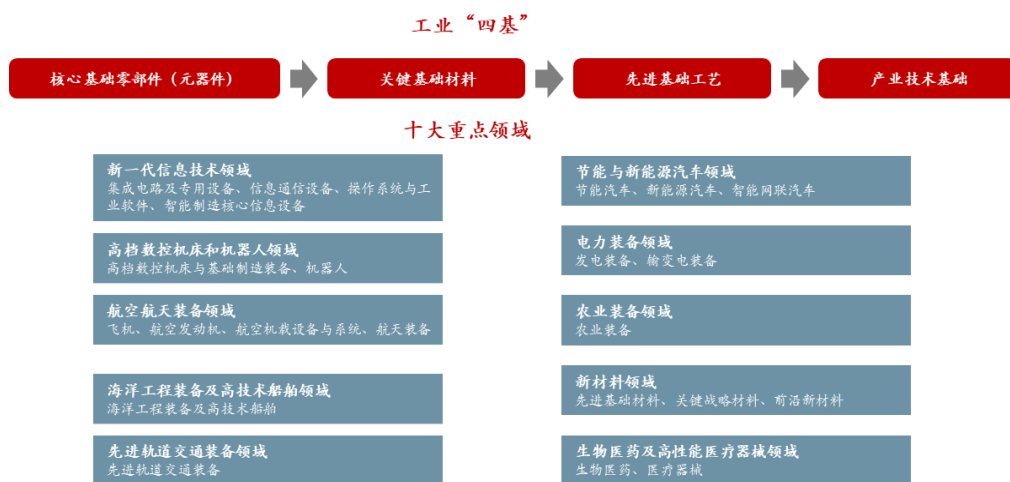 工业“四基”
核心基础零部件（元器件）
关键基础材料
先进基础工艺
产业技术基础
十大重点领域
新一代信息技术领域
集成电路及专用设备、信息通信设备、操作系统与工
业软件、智能制造核心信息设备
高档数控机床和机器人领域
高档数控机床与基础制造装备、机器人
航空航天装备领域
飞机、航空发动机、航空机载设备与系统、航天装备
海洋工程装备及高技术船舶领域
海洋工程装备及高技术船舶
先进轨道交通装备领域
先进轨道交通装备
节能与新能源汽车领域
节能汽车、新能源汽车、智能网联汽车
电力装备领域
发电装备、输变电装备
农业装备领域
农业装备
新材料领域
先进基础材料、关键战略材料、前沿新材料
生物医药及高性能医疗器械领域
生物医药、医疗器械